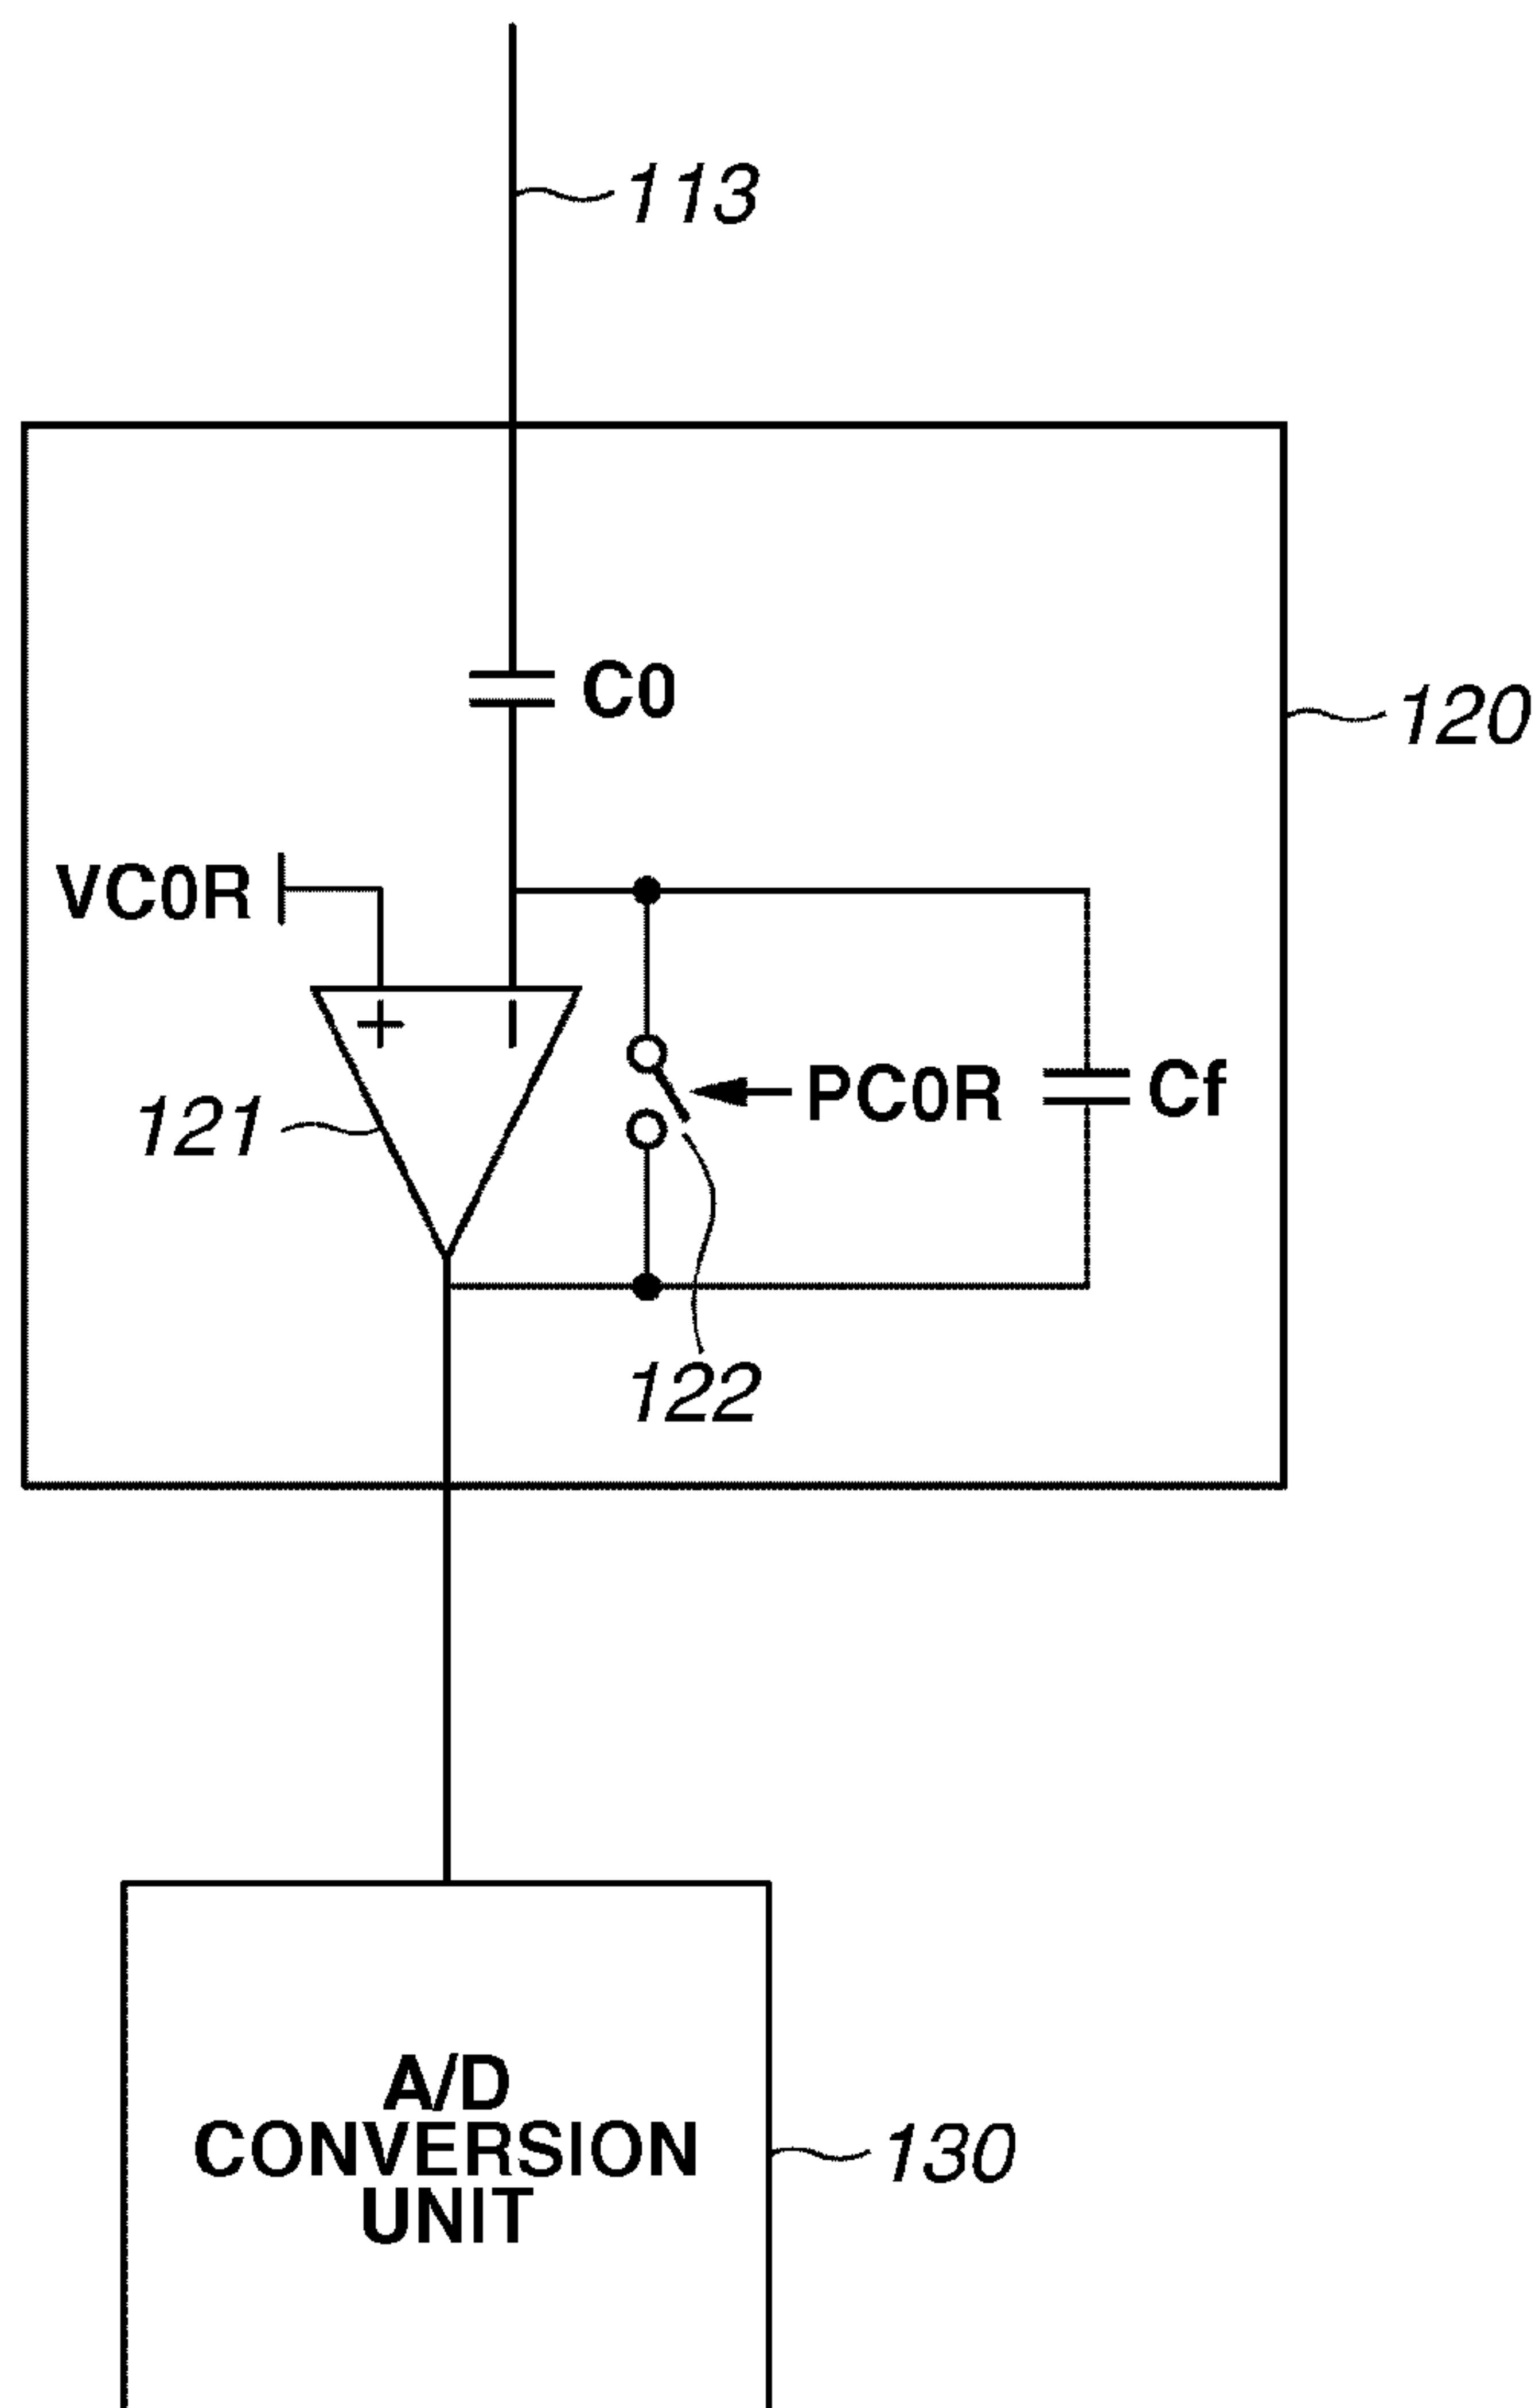 113
C0
120
VC0R
+
−
121
PC0R
Cf
122
A/D
CONVERSION
UNIT
130